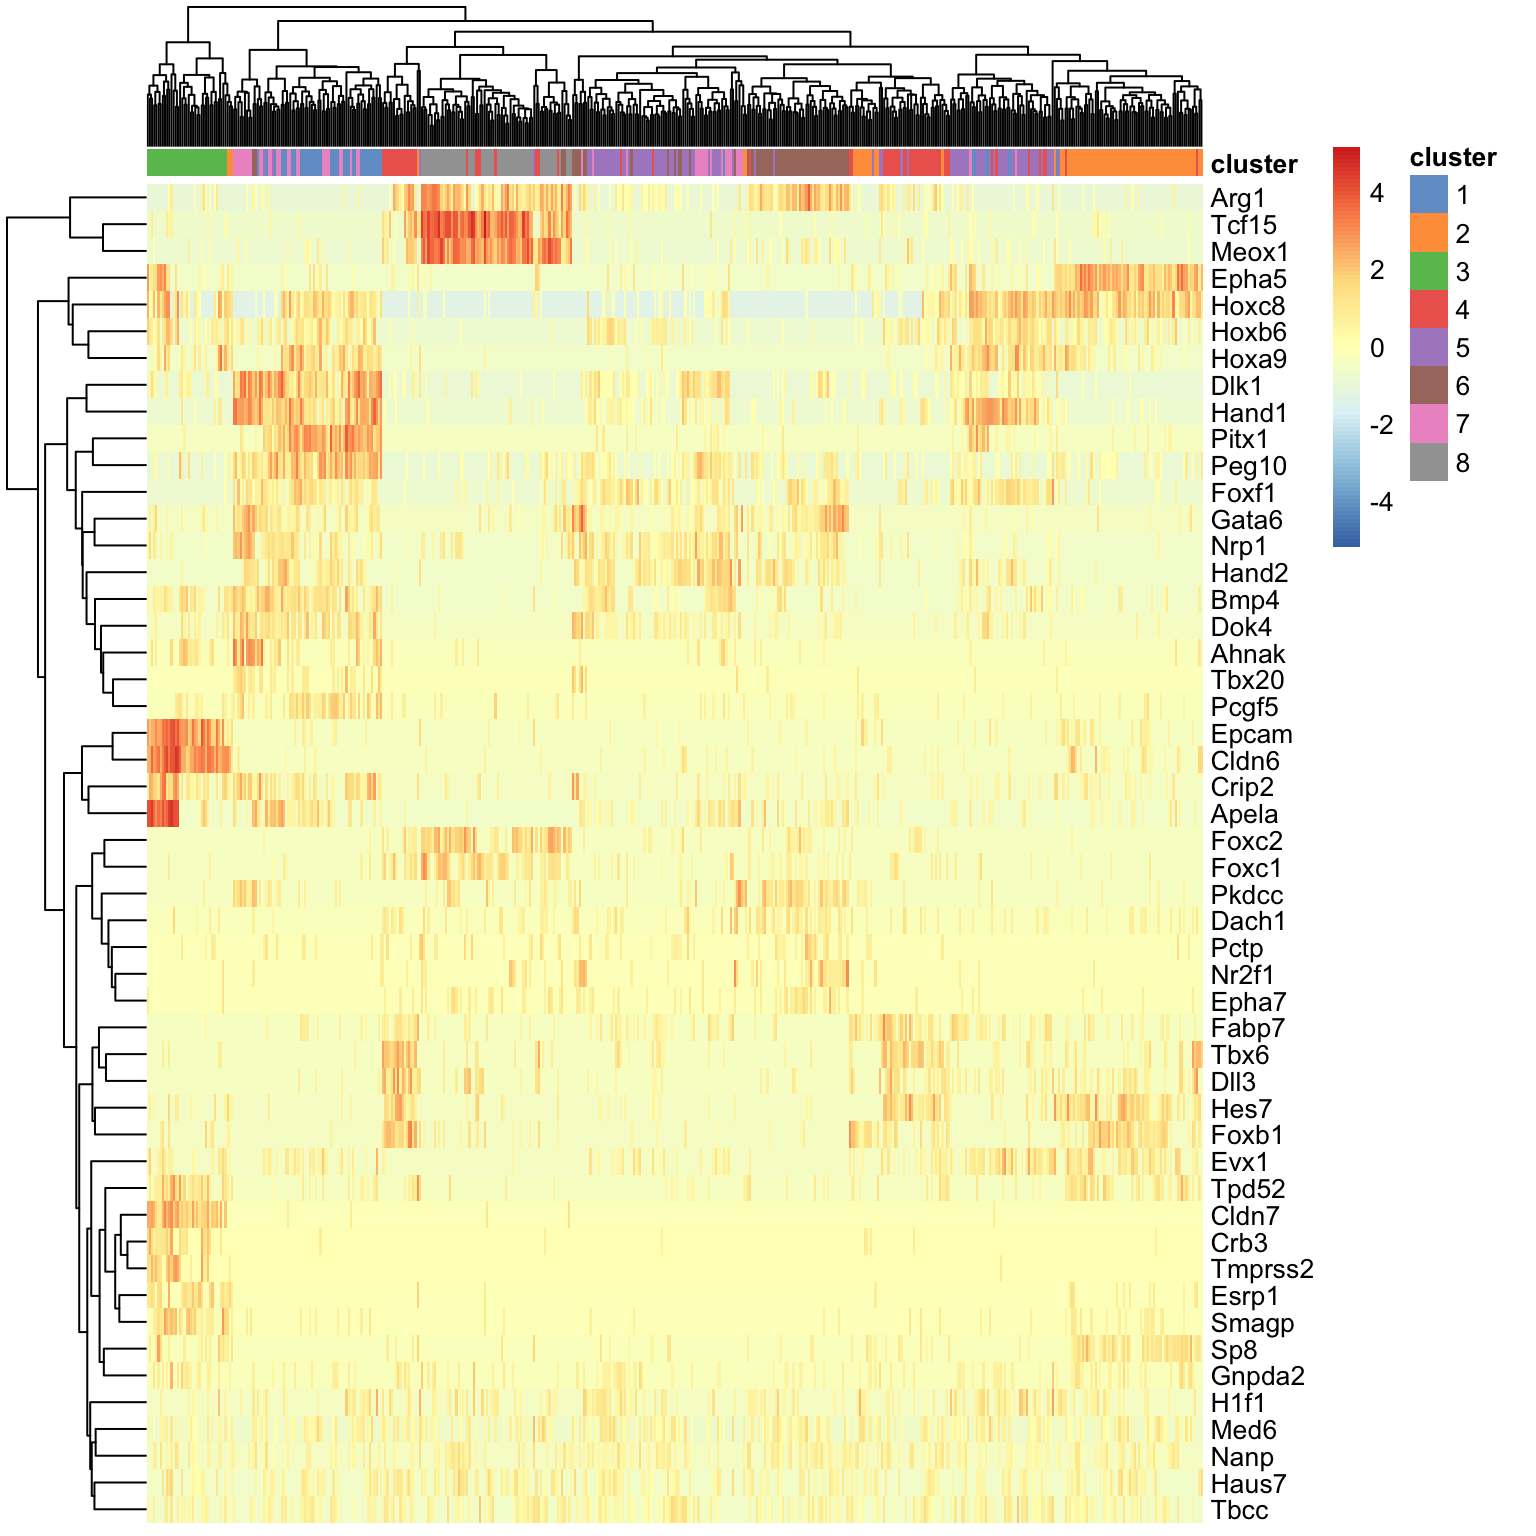 cluster
Arg1
Tcf15
Meox1
Epha5
Hoxc8
Hoxb6
Hoxa9
Dlk1
Hand1
Pitx1
Peg10
Foxf1
Gata6
Nrp1
Hand2
Bmp4
Dok4
Ahnak
Tbx20
Pcgf5
Epcam
Cldn6
Crip2
Apela
Foxc2
Foxc1
Pkdcc
Dach1
Pctp
Nr2f1
Epha7
Fabp7
Tbx6
Dll3
Hes7
Foxb1
Evx1
Tpd52
Cldn7
Crb3
Tmprss2
Esrp1
Smagp
Sp8
Gnpda2
H1f1
Med6
Nanp
Haus7
Tbcc
4
2
0
-2
-4
cluster
1
2
3
4
5
6
7
8